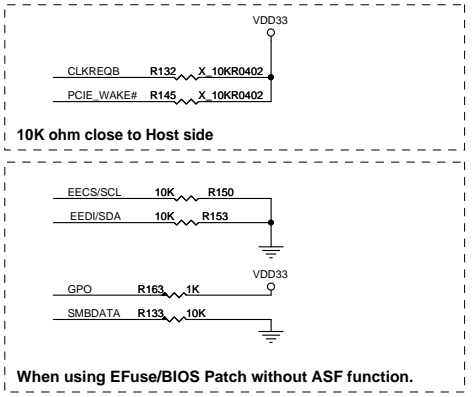 VDD33
CLKREQB R132 X_10KR0402
PCIE_WAKE# R145 X_10KR0402
10K ohm close to Host side
EECS/SCL 10K R150
EEDI/SDA 10K R153
VDD33
GPO R163 1K
SMBDATA R133 10K
When using EFuse/BIOS Patch without ASF function.